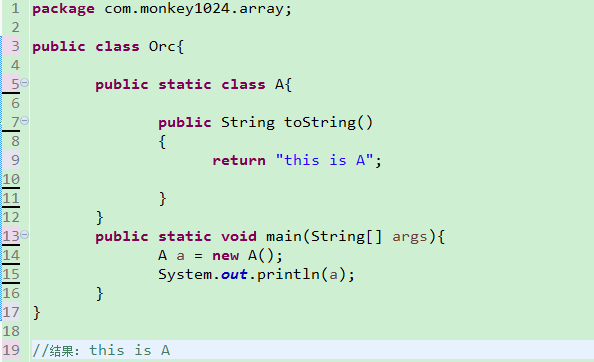 1 package com.monkey1024.array;
2
3 public class Orc{
4
5 public static class A{
6
7 public String toString()
8 {
9 return "this is A";
10
11 }
12 }
13 public static void main(String[] args){
14 A a = new A();
15 System.out.println(a);
16 }
17 }
18
19 //结果：this is A